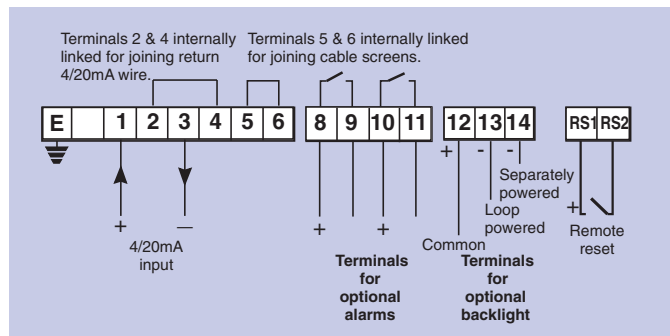 Terminals 2 & 4 internally
linked for joining return
4/20mA wire.
Terminals 5 & 6 internally linked
for joining cable screens.
E 1 2 3 4 5 6 8 9 10 11 12 13 14 RS1 RS2
+ - -
Separately
powered
Loop
powered
Common
+ —
4/20mA
input
+ +
Terminals
for
optional
alarms
Terminals
for
optional
backlight
+
Remote
reset